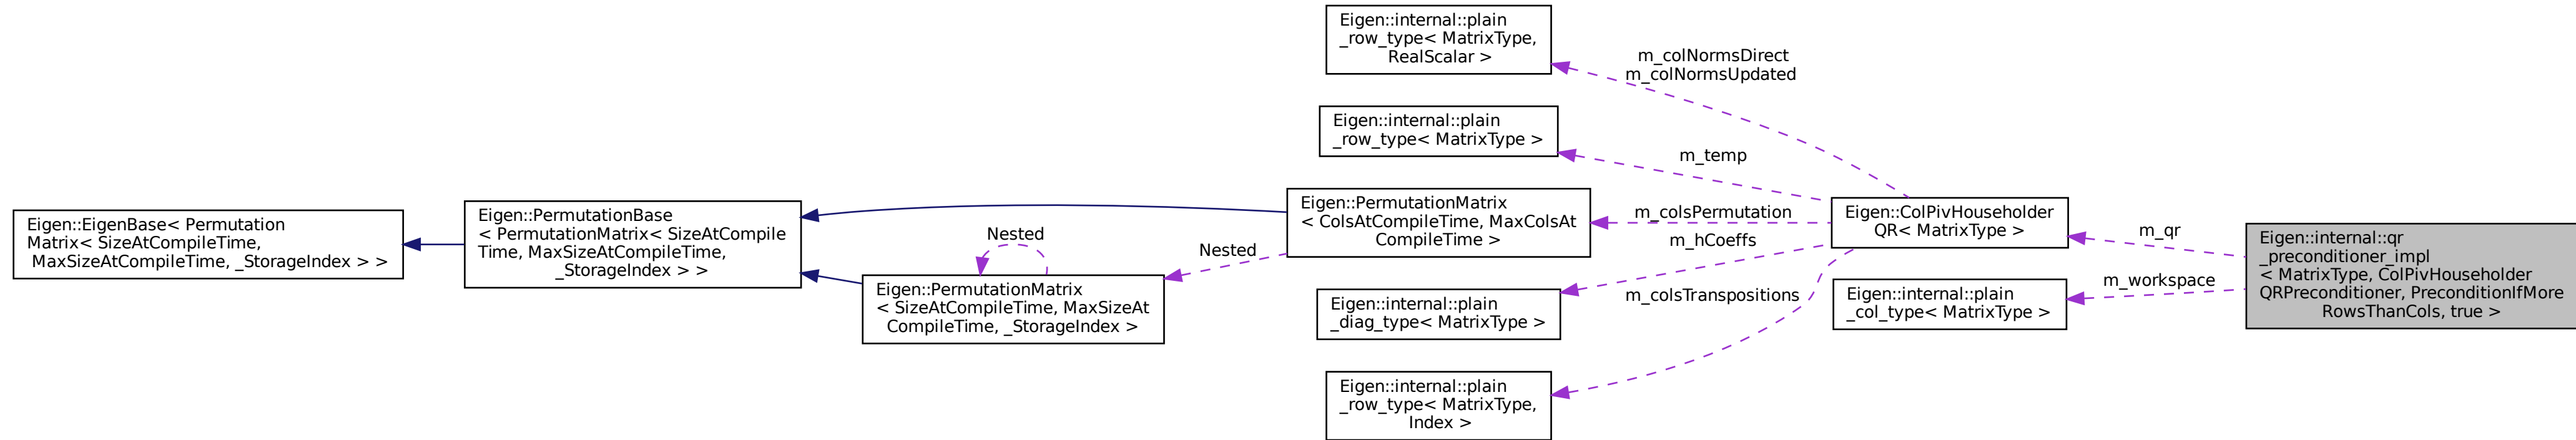 Eigen::EigenBase< Permutation
Matrix< SizeAtCompileTime,
MaxSizeAtCompileTime, _StorageIndex > >
Eigen::PermutationBase
< PermutationMatrix< SizeAtCompile
Time, MaxSizeAtCompileTime,
_StorageIndex > >
Nested
Eigen::PermutationMatrix
< SizeAtCompileTime, MaxSizeAt
CompileTime, _StorageIndex >
Nested
Eigen::internal::plain
_row_type< MatrixType,
RealScalar >
Eigen::internal::plain
_row_type< MatrixType >
Eigen::PermutationMatrix
< ColsAtCompileTime, MaxColsAt
CompileTime >
Eigen::internal::plain
_diag_type< MatrixType >
Eigen::internal::plain
_row_type< MatrixType,
Index >
m_colNormsDirect
m_colNormsUpdated
m_temp
m_colsPermutation
m_hCoeffs
m_colsTranspositions
Eigen::ColPivHouseholder
QR< MatrixType >
Eigen::internal::plain
_col_type< MatrixType >
m_qr
m_workspace
Eigen::internal::qr
_preconditioner_impl
< MatrixType, ColPivHouseholder
QRPreconditioner, PreconditionIfMore
RowsThanCols, true >